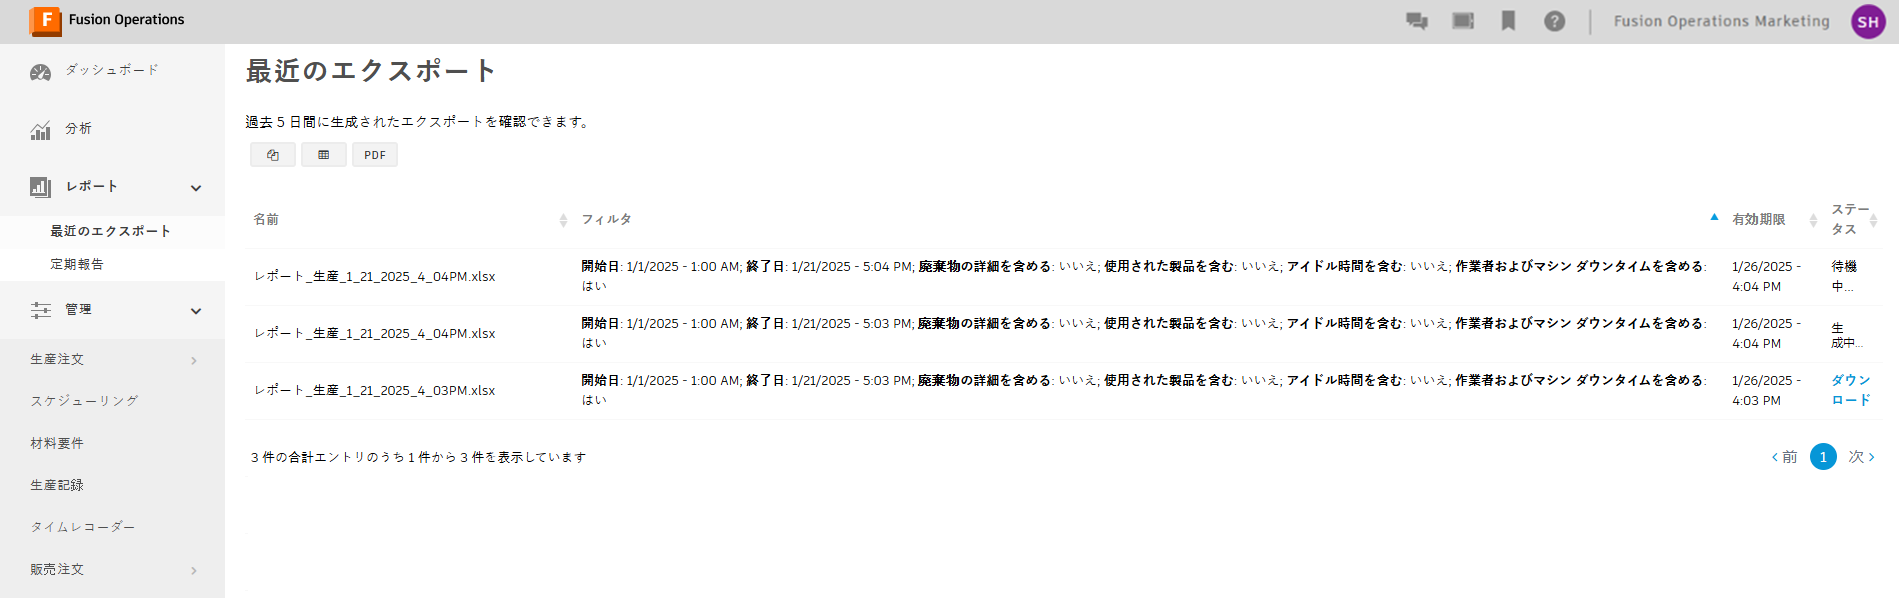 F Fusion Operations
Fusion Operations Marketing
SH
ダッシュボード
分析
レポート
最近のエクスポート
定期報告
管理
生産注文
スケジューリング
材料要件
生産記録
タイムレコーダー
販売注文
最近のエクスポート
過去 5 日間に生成されたエクスポートを確認できます。
PDF
名前
フィルタ
有効期限
ステー
タス
レポート_生産_1_21_2025_4_04PM.xlsx
開始日: 1/1/2025 - 1:00 AM; 終了日: 1/21/2025 - 5:04 PM; 廃棄物の詳細を含める: いいえ; 使用された製品を含む: いいえ; アイドル時間を含む: いいえ; 作業者およびマシン ダウンタイムを含める:
はい
1/26/2025 -
4:04 PM
待機
中...
レポート_生産_1_21_2025_4_04PM.xlsx
開始日: 1/1/2025 - 1:00 AM; 終了日: 1/21/2025 - 5:03 PM; 廃棄物の詳細を含める: いいえ; 使用された製品を含む: いいえ; アイドル時間を含む: いいえ; 作業者およびマシン ダウンタイムを含める:
はい
1/26/2025 -
4:04 PM
生
成中...
レポート_生産_1_21_2025_4_03PM.xlsx
開始日: 1/1/2025 - 1:00 AM; 終了日: 1/21/2025 - 5:03 PM; 廃棄物の詳細を含める: いいえ; 使用された製品を含む: いいえ; アイドル時間を含む: いいえ; 作業者およびマシン ダウンタイムを含める:
はい
1/26/2025 -
4:03 PM
ダウン
ロード
3 件の合計エントリのうち 1 件から 3 件を表示しています
前 1 次